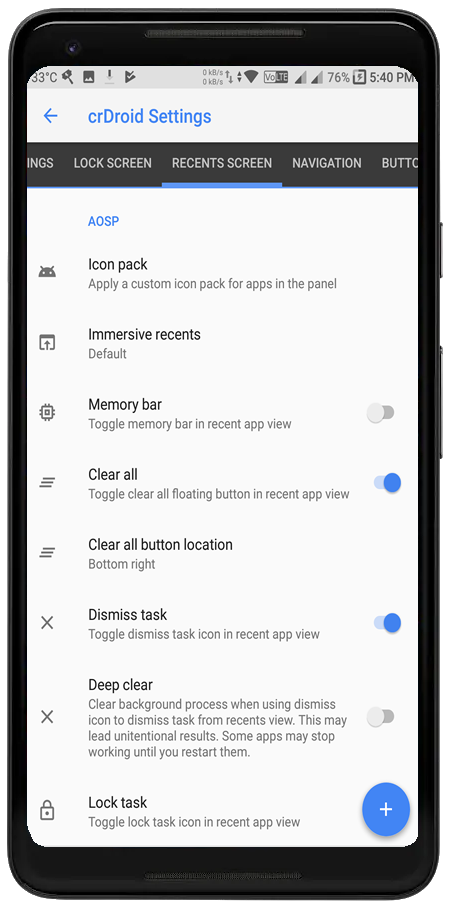 33°C 0 kB/s 0 kB/s VoLTE 76% 5:40 PM
crDroid Settings
INGS LOCK SCREEN RECENTS SCREEN NAVIGATION BUTTO
AOSP
Icon pack
Apply a custom icon pack for apps in the panel
Immersive recents
Default
Memory bar
Toggle memory bar in recent app view
Clear all
Toggle clear all floating button in recent app view
Clear all button location
Bottom right
Dismiss task
Toggle dismiss task icon in recent app view
Deep clear
Clear background process when using dismiss
icon to dismiss task from recents view. This may
lead unitentional results. Some apps may stop
working until you restart them.
Lock task
Toggle lock task icon in recent app view
+